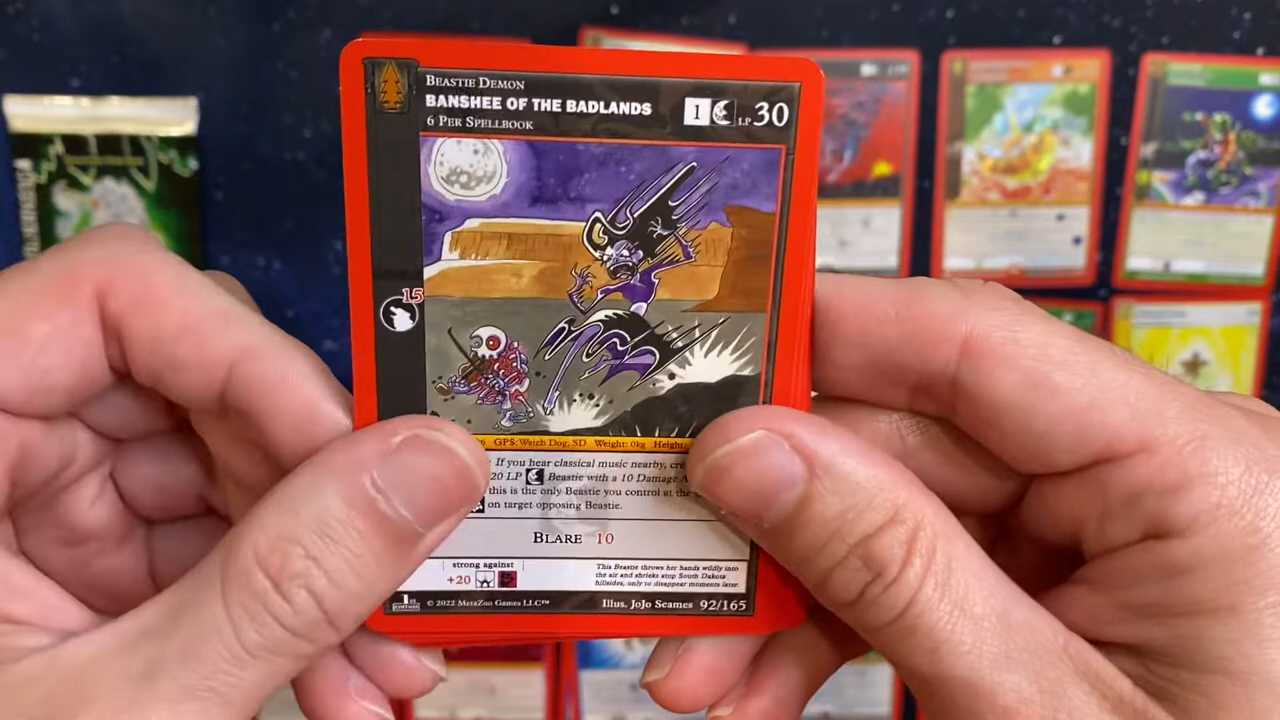 BEASTIE DEMON
BANSHEE OF THE BADLANDS
6 PER SPELLBOOK
1 LP 30
15
GPS: Watch Dog, SD Weight: 0kg Height:
If you hear classical music nearby,
20 LP Beastie with a 10 Damage
this is the only Beastie you control at the
on target opposing Beastie.
BLARE 10
strong against
+20
This Beastie throws her hands wildly into
the air and shrieks atop South Dakota
hillsides, only to disappear moments later.
1st EDITION © 2022 MetaZoo Games LLC™ Illus. JoJo Seames 92/165